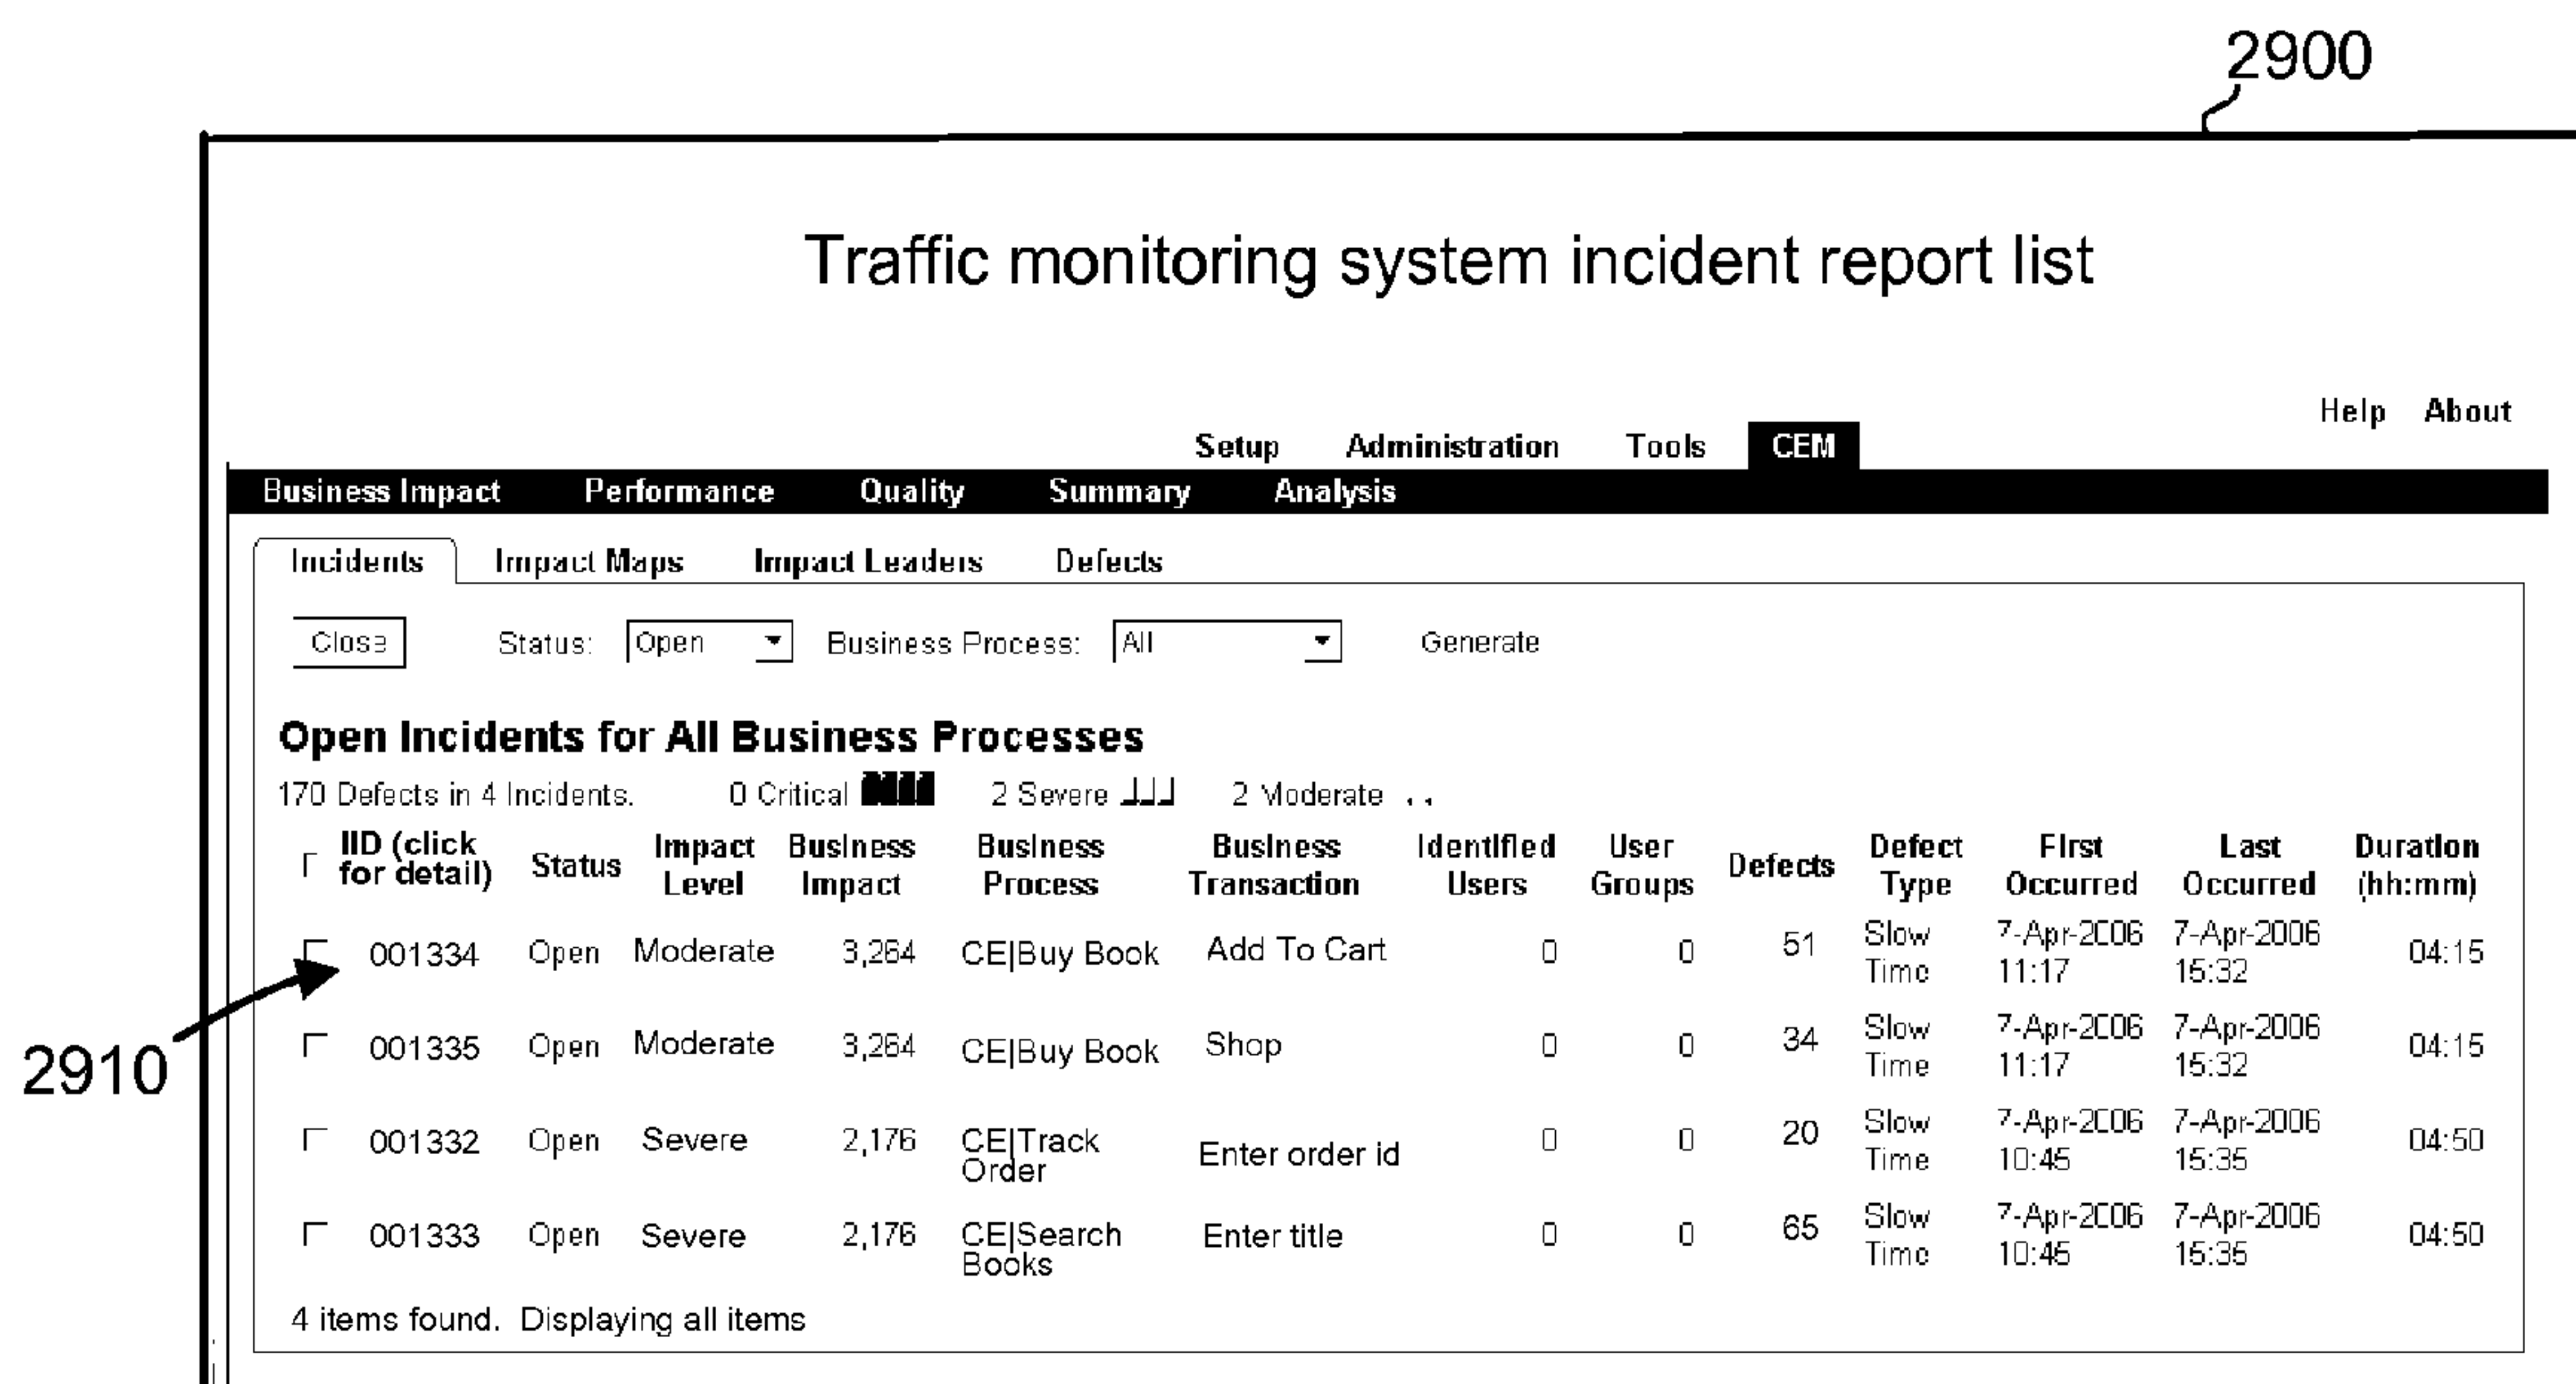 2900
Traffic monitoring system incident report list
Help About
Setup Administration Tools CEM
Business Impact Performance Quality Summary Analysis
Incidents Impact Maps Impact Leaders Defects
Close Status: Open Business Process: All Generate
Open Incidents for All Business Processes
170 Defects in 4 Incidents. 0 Critical 2 Severe 2 Moderate
IID (click for detail) Status Impact Level Business Impact Business Process Business Transaction Identified Users User Groups Defects Defect Type First Occurred Last Occurred Duration (hh:mm)
001334 Open Moderate 3,264 CE|Buy Book Add To Cart 0 0 51 Slow Time 7-Apr-2006 11:17 7-Apr-2006 15:32 04:15
2910
001335 Open Moderate 3,264 CE|Buy Book Shop 0 0 34 Slow Time 7-Apr-2006 11:17 7-Apr-2006 15:32 04:15
001332 Open Severe 2,176 CE|Track Order Enter order id 0 0 20 Slow Time 7-Apr-2006 10:45 7-Apr-2006 15:35 04:50
001333 Open Severe 2,176 CE|Search Books Enter title 0 0 65 Slow Time 7-Apr-2006 10:45 7-Apr-2006 15:35 04:50
4 items found. Displaying all items